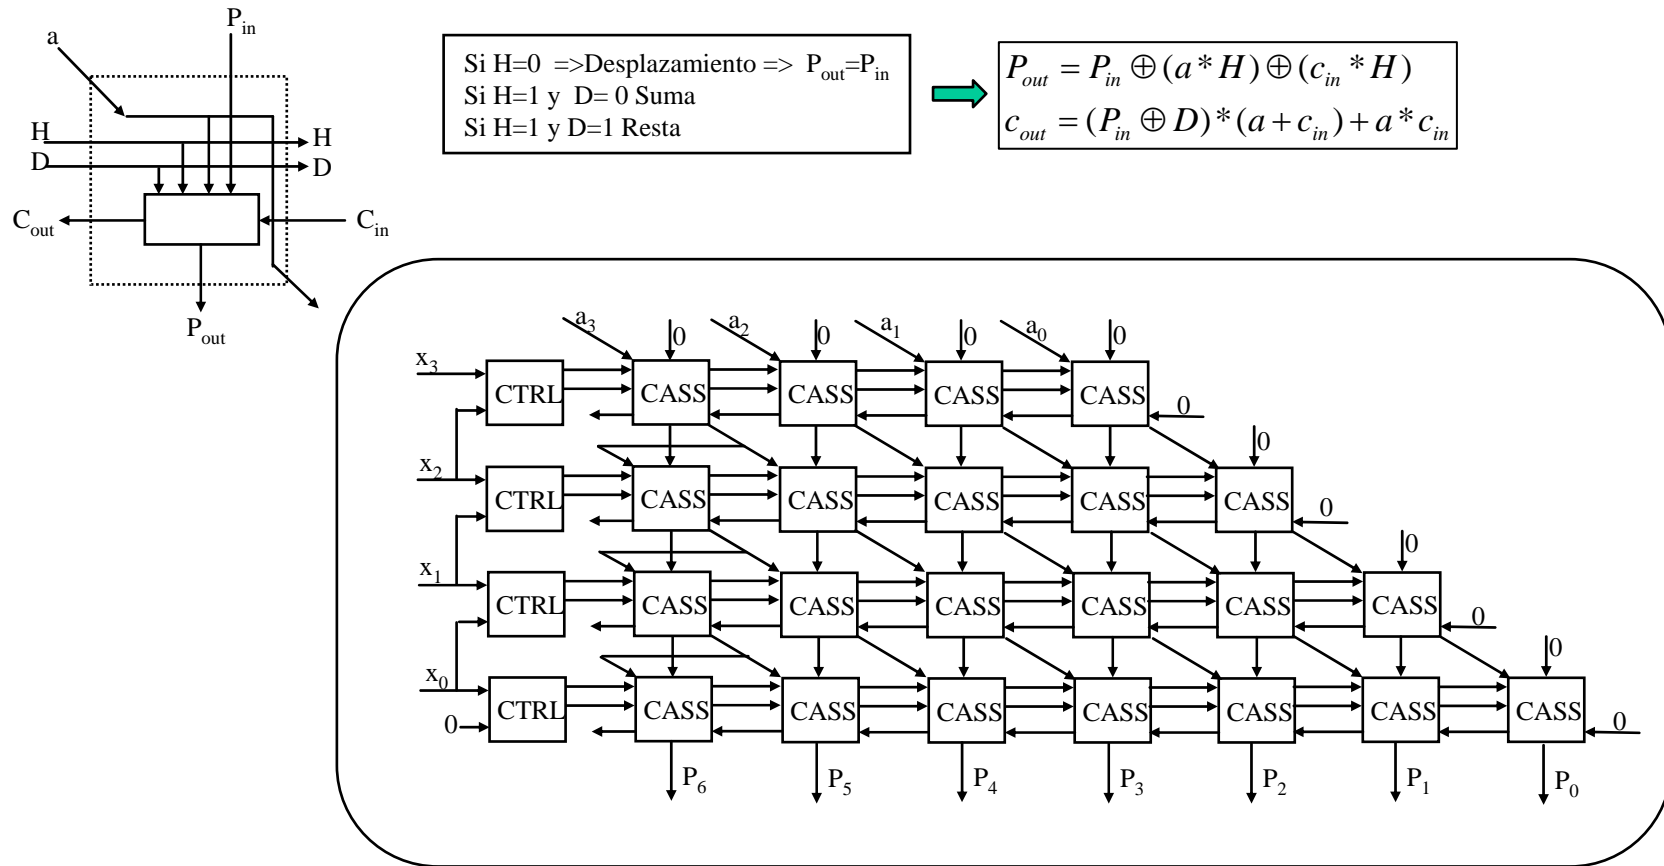 P_in
a
H H
D D
C_out C_in
P_out
Si H=0 =>Desplazamiento => P_out=P_in
Si H=1 y D= 0 Suma
Si H=1 y D=1 Resta
P_out = P_in ⊕ (a * H) ⊕ (c_in * H)
c_out = (P_in ⊕ D) * (a + c_in) + a * c_in
a_3 0 a_2 0 a_1 0 a_0 0
x_3 CTRL CASS CASS CASS CASS 0
0
x_2 CTRL CASS CASS CASS CASS CASS 0
0
x_1 CTRL CASS CASS CASS CASS CASS CASS 0
0
x_0 CTRL CASS CASS CASS CASS CASS CASS CASS 0
0
P_6 P_5 P_4 P_3 P_2 P_1 P_0